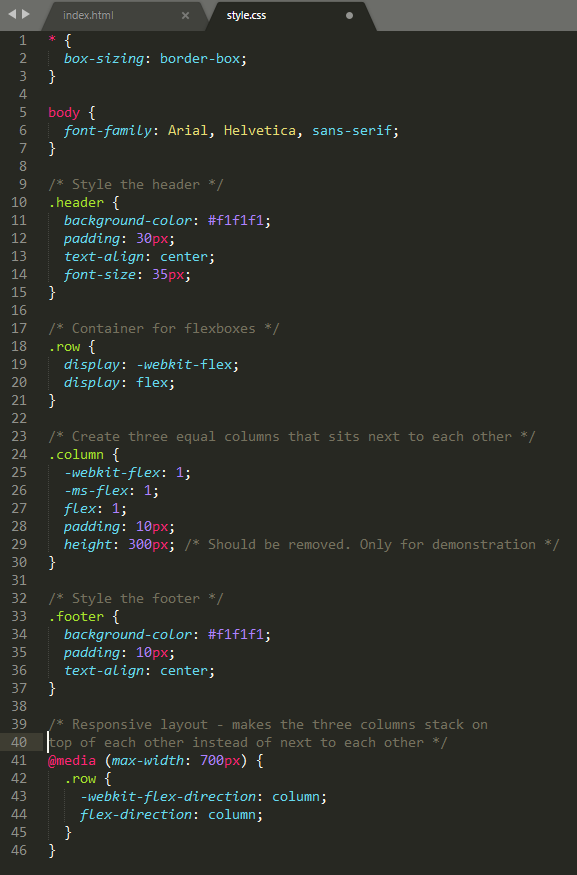 index.html × style.css
1 * {
2   box-sizing: border-box;
3 }
4
5 body {
6   font-family: Arial, Helvetica, sans-serif;
7 }
8
9 /* Style the header */
10 .header {
11   background-color: #f1f1f1;
12   padding: 30px;
13   text-align: center;
14   font-size: 35px;
15 }
16
17 /* Container for flexboxes */
18 .row {
19   display: -webkit-flex;
20   display: flex;
21 }
22
23 /* Create three equal columns that sits next to each other */
24 .column {
25   -webkit-flex: 1;
26   -ms-flex: 1;
27   flex: 1;
28   padding: 10px;
29   height: 300px; /* Should be removed. Only for demonstration */
30 }
31
32 /* Style the footer */
33 .footer {
34   background-color: #f1f1f1;
35   padding: 10px;
36   text-align: center;
37 }
38
39 /* Responsive layout - makes the three columns stack on
40 top of each other instead of next to each other */
41 @media (max-width: 700px) {
42   .row {
43     -webkit-flex-direction: column;
44     flex-direction: column;
45   }
46 }